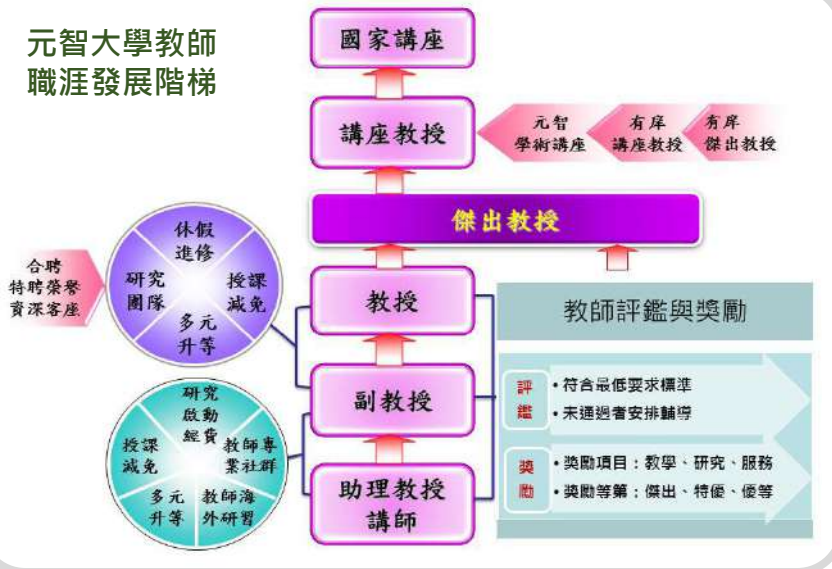 元智大學教師
職涯發展階梯
國家講座
講座教授
元智
學術講座
有庠
講座教授
有庠
傑出教授
傑出教授
合聘
特聘榮譽
資深客座
休假
進修
研究
團隊
授課
減免
多元
升等
教授
教師評鑑與獎勵
副教授
評
鑑
•符合最低要求標準
•未通過者安排輔導
研究
啟動
經費
授課
減免
教師專
業社群
多元
升等
教師海
外研習
助理教授
講師
獎
勵
•獎勵項目：教學、研究、服務
•獎勵等第：傑出、特優、優等